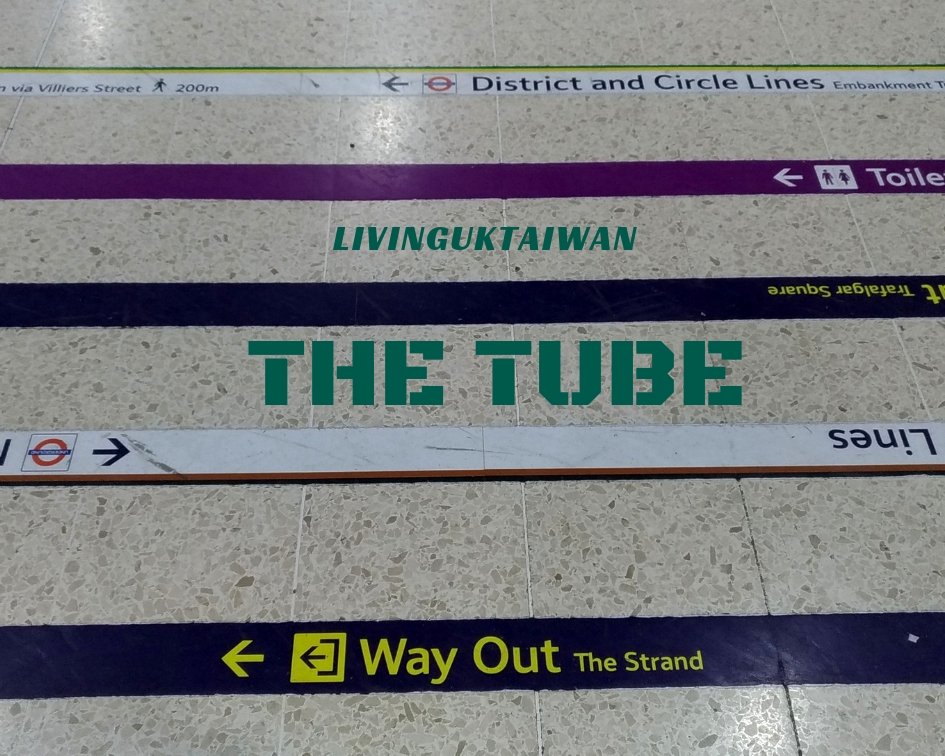 via Villiers Street 200m
District and Circle Lines Embankment
LIVINGUKTAIWAN
Trafalgar Square
THE TUBE
UNDERGROUND
Lines
Way Out The Strand